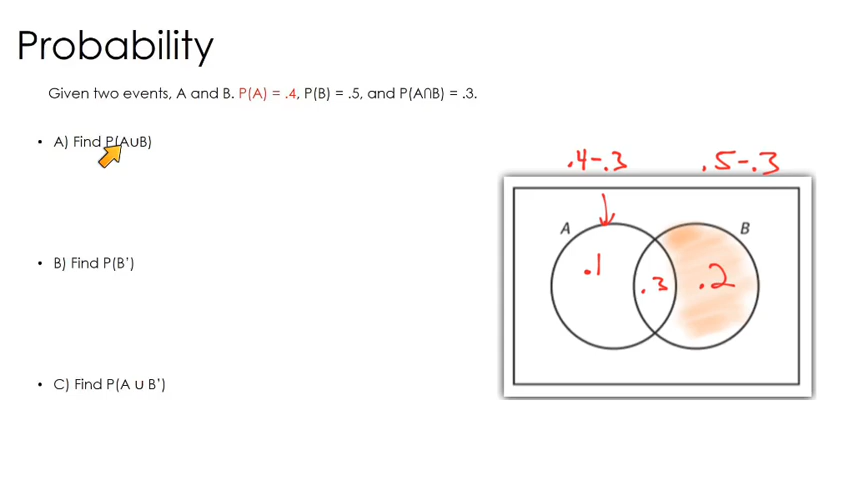 Probability
Given two events, A and B. P(A) = .4, P(B) = .5, and P(A∩B) = .3.
• A) Find P(A∪B)
.4-.3 .5-.3
A B
.1 .3 .2
• B) Find P(B')
• C) Find P(A ∪ B')